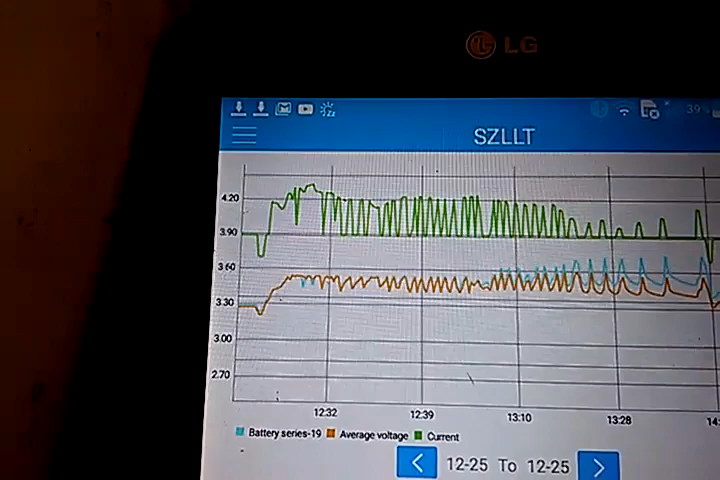 LG
39%
SZLLT
4.20
3.90
3.60
3.30
3.00
2.70
12:32 12:39 13:10 13:28
Battery series-19 Average voltage Current
12-25 To 12-25